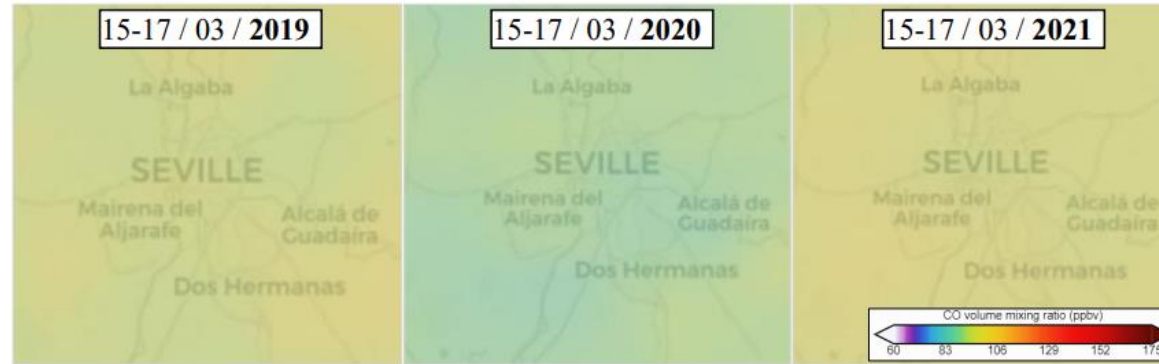 15-17 / 03 / 2019
La Algaba
SEVILLE
Mairena del
Aljarafe
Alcalá de
Guadaíra
Dos Hermanas
15-17 / 03 / 2020
La Algaba
SEVILLE
Mairena del
Aljarafe
Alcalá de
Guadaíra
Dos Hermanas
15-17 / 03 / 2021
La Algaba
SEVILLE
Mairena del
Aljarafe
Alcalá de
Guadaíra
Dos Hermanas
CO volume mixing ratio (ppbv)
60 83 106 129 152 175